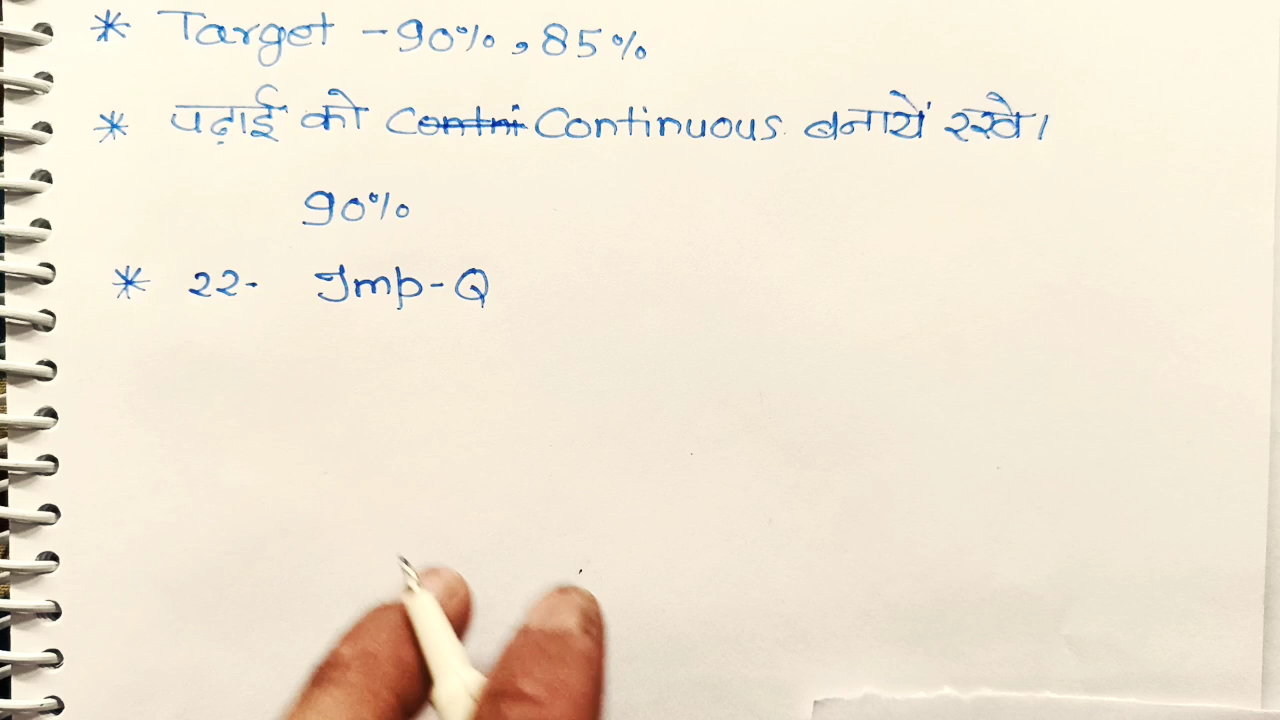 * Target - 90%, 85%
* पढ़ाई को Contni Continuous बनायें रखे।
90%
* 22. Imp-Q